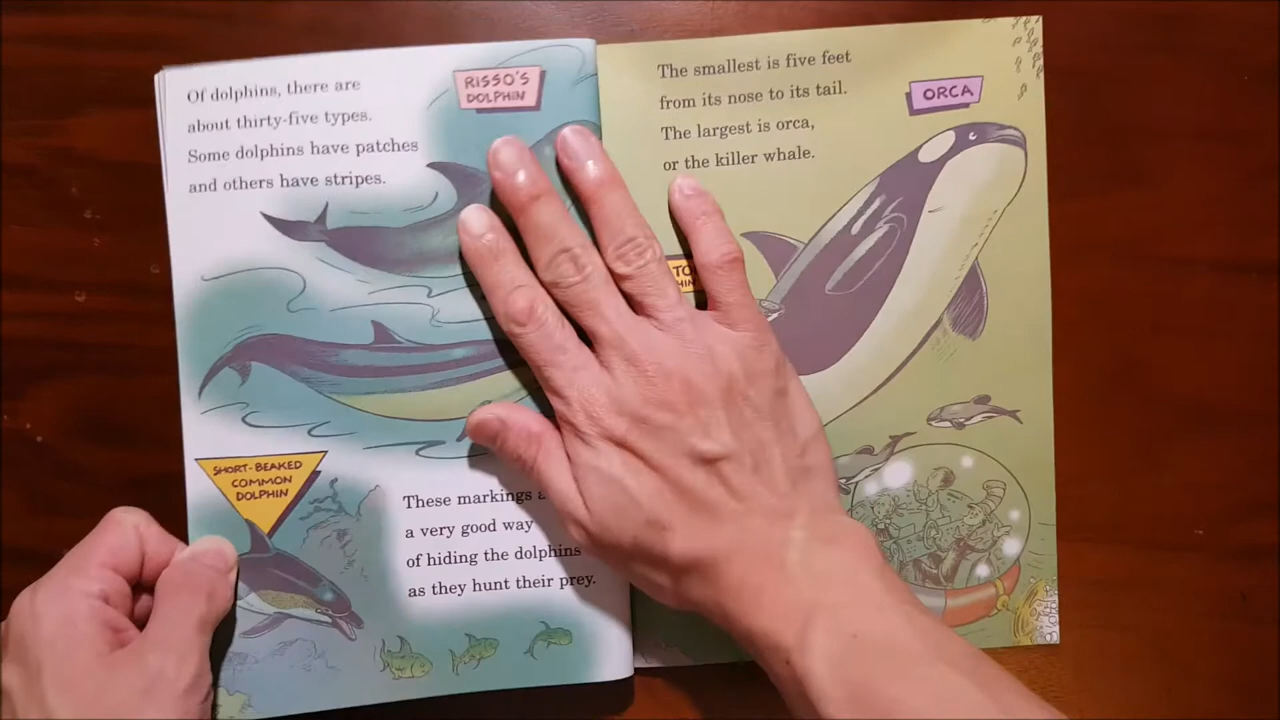 Of dolphins, there are
about thirty-five types.
Some dolphins have patches
and others have stripes.
RISSO'S
DOLPHIN
SHORT-BEAKED
COMMON
DOLPHIN
These markings
a very good way
of hiding the dolphins
as they hunt their prey.
The smallest is five feet
from its nose to its tail.
The largest is orca,
or the killer whale.
ORCA